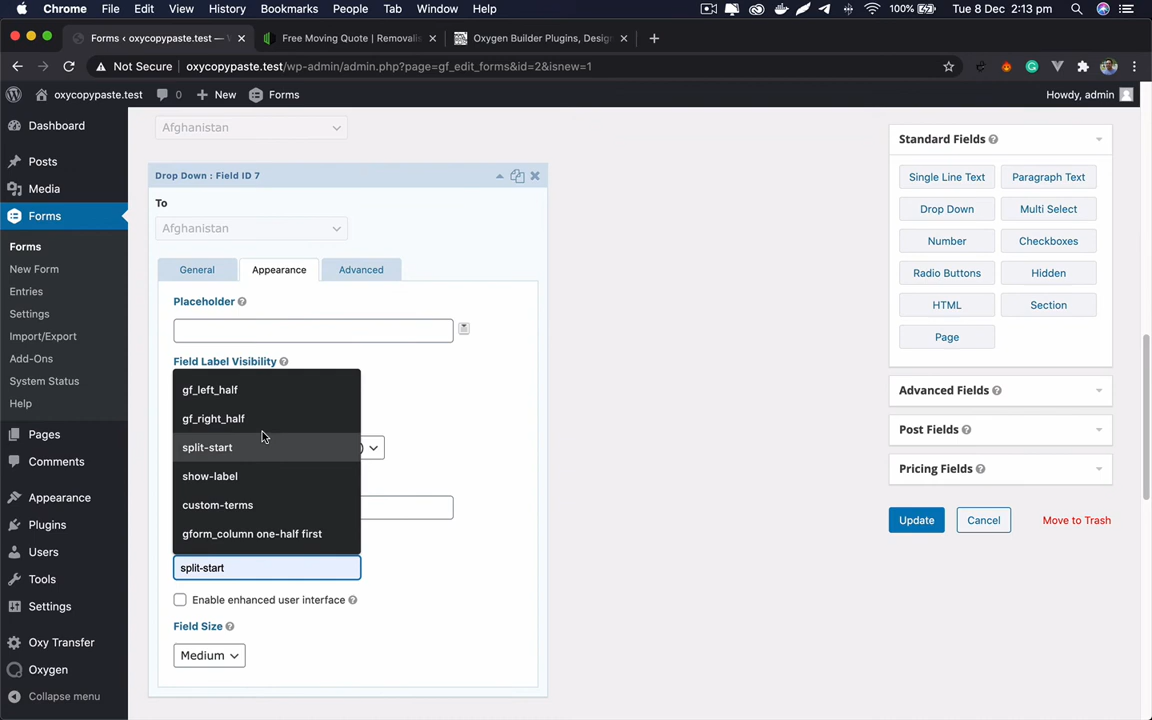 Chrome File Edit View History Bookmarks People Tab Window Help 100% Tue 8 Dec 2:13 pm
Forms ‹ oxycopypaste.test —
Free Moving Quote | Removalis
Oxygen Builder Plugins, Desig
Not Secure oxycopypaste.test/wp-admin/admin.php?page=gf_edit_forms&id=2&isnew=1
oxycopypaste.test 0 New Forms Howdy, admin
Dashboard
Posts
Media
Forms
Forms
New Form
Entries
Settings
Import/Export
Add-Ons
System Status
Help
Pages
Comments
Appearance
Plugins
Users
Tools
Settings
Oxy Transfer
Oxygen
Collapse menu
Afghanistan
Drop Down : Field ID 7
To
Afghanistan
General Appearance Advanced
Placeholder
Field Label Visibility
gf_left_half
gf_right_half
split-start
show-label
custom-terms
gform_column one-half first
)
split-start
Enable enhanced user interface
Field Size
Medium
Standard Fields
Single Line Text Paragraph Text
Drop Down Multi Select
Number Checkboxes
Radio Buttons Hidden
HTML Section
Page
Advanced Fields
Post Fields
Pricing Fields
Update Cancel Move to Trash